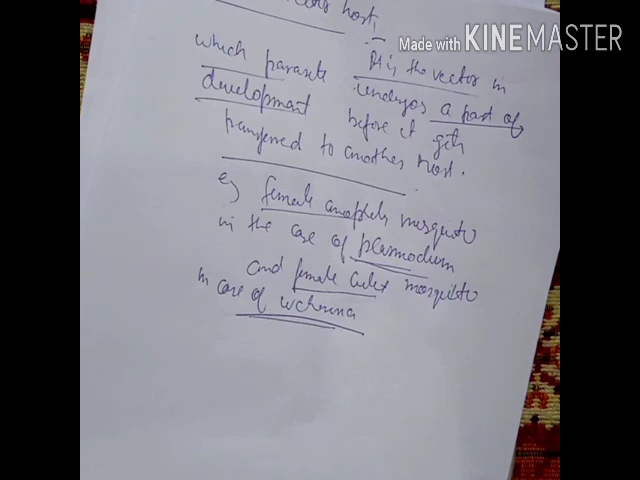 host,
Made with KINEMASTER
It is the vector in
which parasite undergoes a part of
development before it gets
transferred to another host.
eg female anopheles mosquito
in the case of plasmodium
and female culex mosquito
in case of